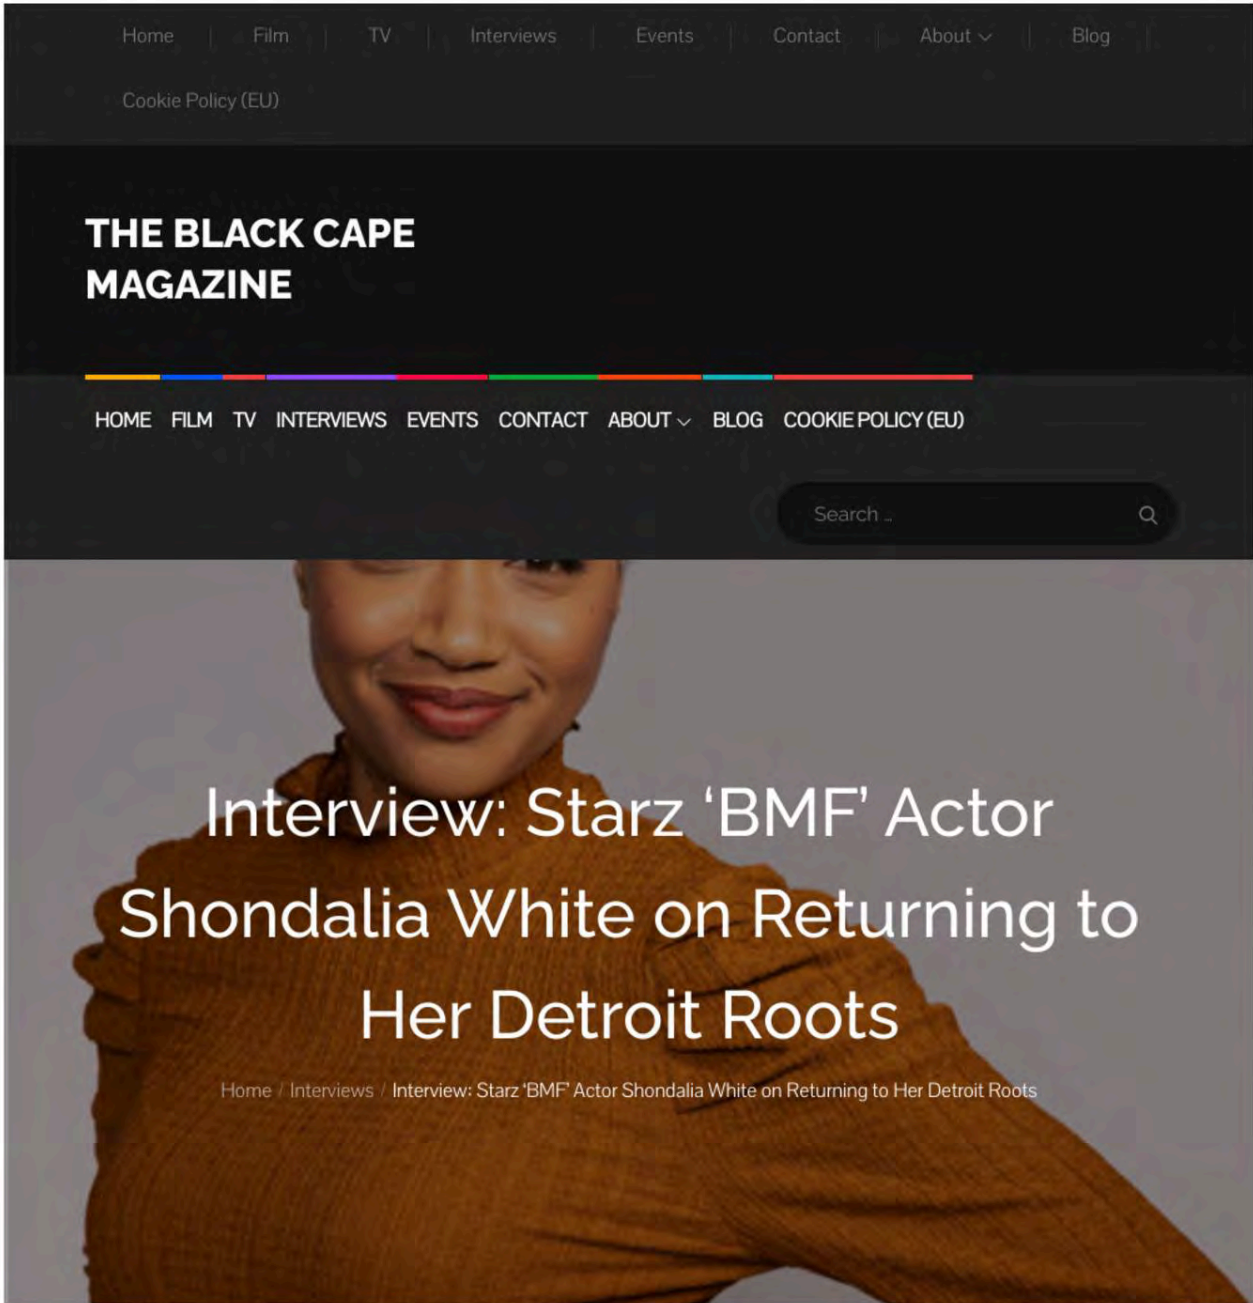 Home Film TV Interviews Events Contact About Blog
Cookie Policy (EU)
THE BLACK CAPE
MAGAZINE
HOME FILM TV INTERVIEWS EVENTS CONTACT ABOUT BLOG COOKIE POLICY (EU)
Search ...
Interview: Starz ‘BMF’ Actor
Shondalia White on Returning to
Her Detroit Roots
Home / Interviews / Interview: Starz ‘BMF’ Actor Shondalia White on Returning to Her Detroit Roots